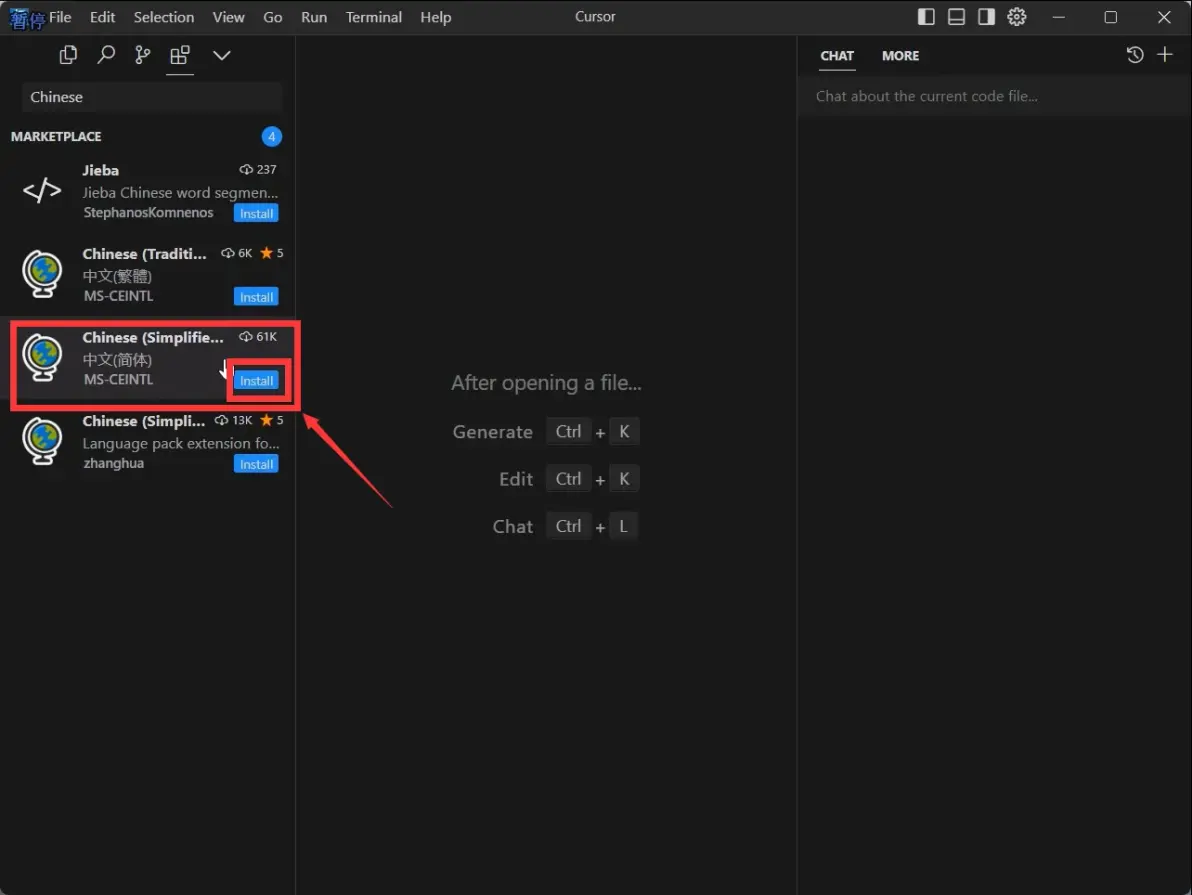 暂停 File Edit Selection View Go Run Terminal Help Cursor
Chinese
MARKETPLACE 4
Jieba 237
Jieba Chinese word segmen...
StephanosKomnenos Install
Chinese (Traditi... 6K ★ 5
中文(繁體)
MS-CEINTL Install
Chinese (Simplifie... 61K
中文(简体)
MS-CEINTL Install
Chinese (Simpli... 13K ★ 5
Language pack extension fo...
zhanghua Install
After opening a file...
Generate Ctrl + K
Edit Ctrl + K
Chat Ctrl + L
CHAT MORE
Chat about the current code file...